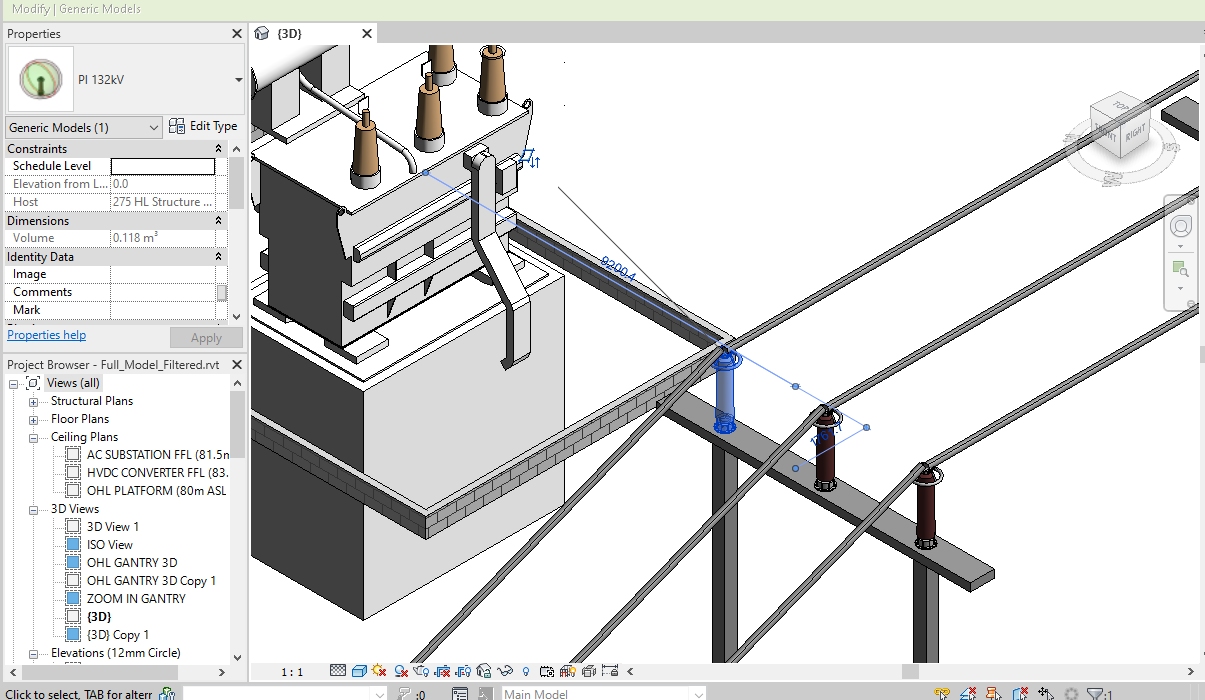 Modify | Generic Models
Properties
{3D}
PI 132kV
Generic Models (1)
Edit Type
Constraints
Schedule Level
Elevation from L... 0.0
Host 275 HL Structure ...
Dimensions
Volume 0.118 m³
Identity Data
Image
Comments
Mark
Properties help
Apply
Project Browser - Full_Model_Filtered.rvt
Views (all)
Structural Plans
Floor Plans
Ceiling Plans
AC SUBSTATION FFL (81.5m
HVDC CONVERTER FFL (83.
OHL PLATFORM (80m ASL
3D Views
3D View 1
ISO View
OHL GANTRY 3D
OHL GANTRY 3D Copy 1
ZOOM IN GANTRY
{3D}
{3D} Copy 1
Elevations (12mm Circle)
9200.4
TOP
FRONT
RIGHT
1 : 1
Click to select, TAB for altern
:0
Main Model
:1